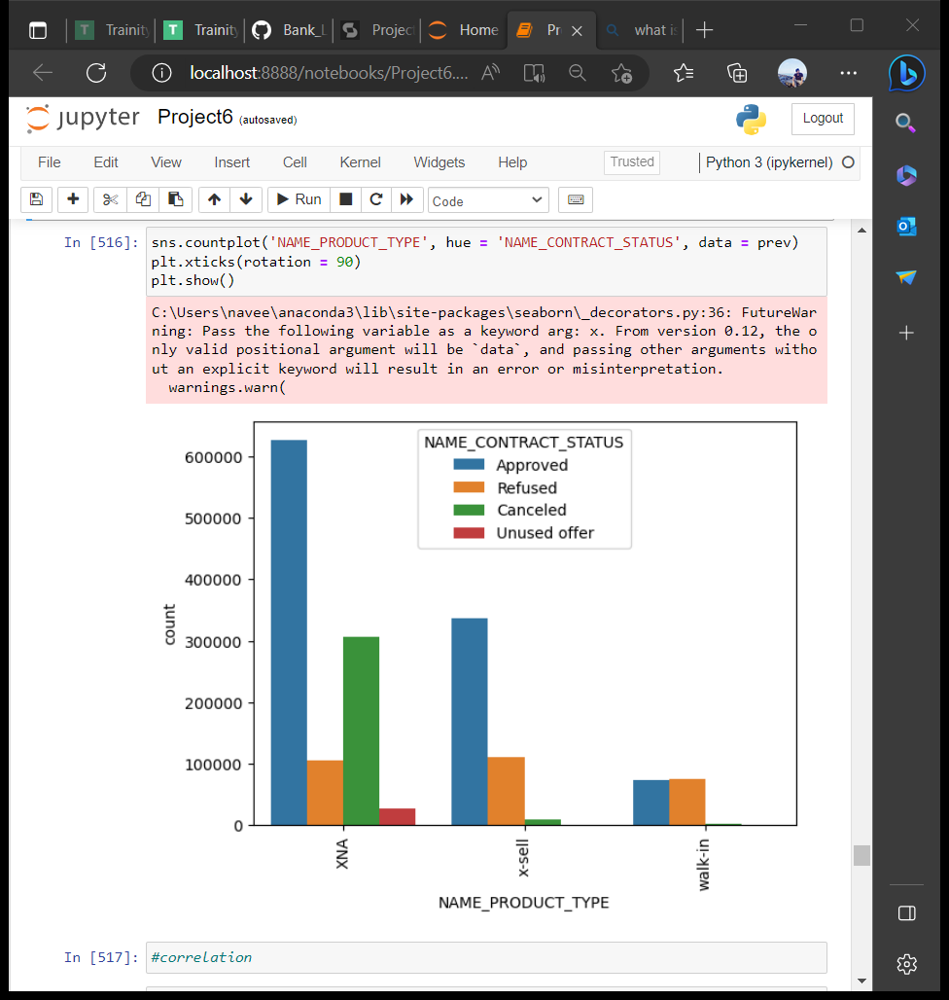 Trainity
Trainity
Bank_L
Project
Home
Pr
what is
localhost:8888/notebooks/Project6....
jupyter Project6 (autosaved)
Logout
File Edit View Insert Cell Kernel Widgets Help
Trusted
Python 3 (ipykernel)
Run
Code
In [516]: sns.countplot('NAME_PRODUCT_TYPE', hue = 'NAME_CONTRACT_STATUS', data = prev)
plt.xticks(rotation = 90)
plt.show()
C:\Users\navee\anaconda3\lib\site-packages\seaborn\_decorators.py:36: FutureWar
ning: Pass the following variable as a keyword arg: x. From version 0.12, the o
nly valid positional argument will be `data`, and passing other arguments witho
ut an explicit keyword will result in an error or misinterpretation.
warnings.warn(
NAME_CONTRACT_STATUS
Approved
Refused
Canceled
Unused offer
600000
500000
400000
300000
200000
100000
0
count
XNA
x-sell
walk-in
NAME_PRODUCT_TYPE
In [517]: #correlation